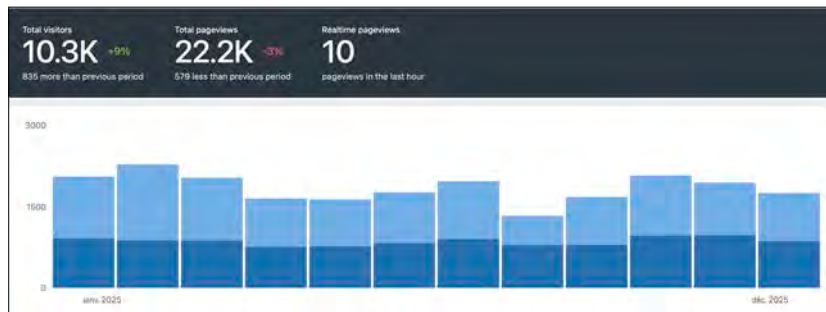 Total visitors
10.3K +9%
835 more than previous period
Total pageviews
22.2K -3%
579 less than previous period
Realtime pageviews
10
pageviews in the last hour
3000
1500
0
janv. 2025
déc. 2025